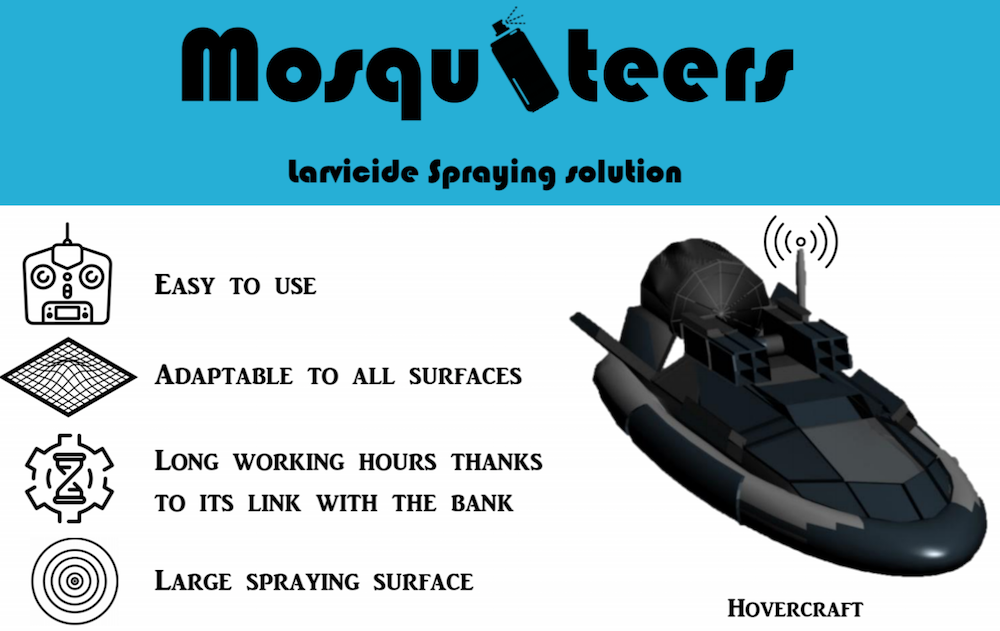 Mosquiteers
Larvicide Spraying solution
Easy to use
Adaptable to all surfaces
Long working hours thanks
to its link with the bank
Large spraying surface
Hovercraft